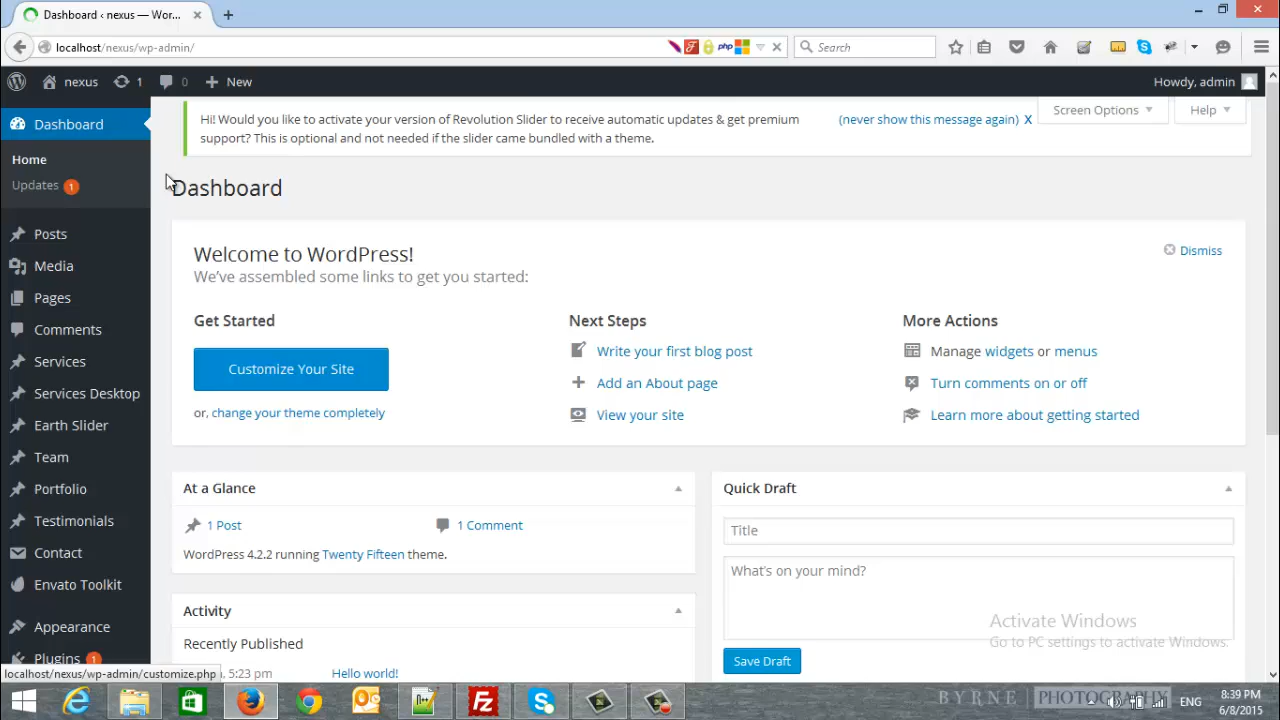 Dashboard ‹ nexus — Wor...
localhost/nexus/wp-admin/
php
Search
nexus
1
0
New
Howdy, admin
Dashboard
Home
Updates 1
Posts
Media
Pages
Comments
Services
Services Desktop
Earth Slider
Team
Portfolio
Testimonials
Contact
Envato Toolkit
Appearance
Plugins 1
Hi! Would you like to activate your version of Revolution Slider to receive automatic updates & get premium
support? This is optional and not needed if the slider came bundled with a theme.
(never show this message again) X
Screen Options
Help
Dashboard
Welcome to WordPress!
We've assembled some links to get you started:
Dismiss
Get Started
Customize Your Site
or, change your theme completely
Next Steps
Write your first blog post
Add an About page
View your site
More Actions
Manage widgets or menus
Turn comments on or off
Learn more about getting started
At a Glance
1 Post
1 Comment
WordPress 4.2.2 running Twenty Fifteen theme.
Activity
Recently Published
, 5:23 pm
Hello world!
Quick Draft
Title
What's on your mind?
Save Draft
Activate Windows
Go to PC settings to activate Windows.
localhost/nexus/wp-admin/customize.php
BYRNE PHOTOGRAPHY
ENG
8:39 PM
6/8/2015